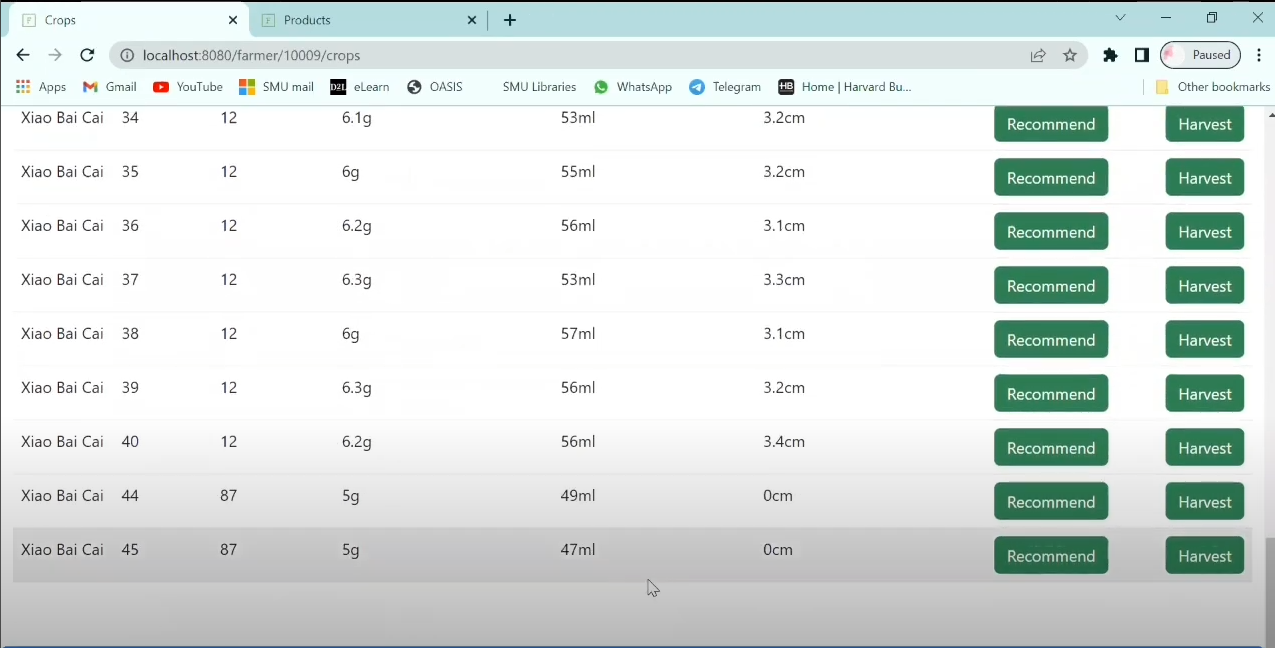 Crops
Products
localhost:8080/farmer/10009/crops
Paused
Apps Gmail YouTube SMU mail D2L eLearn OASIS SMU Libraries WhatsApp Telegram HB Home | Harvard Bu... Other bookmarks
Xiao Bai Cai 34 12 6.1g 53ml 3.2cm Recommend Harvest
Xiao Bai Cai 35 12 6g 55ml 3.2cm Recommend Harvest
Xiao Bai Cai 36 12 6.2g 56ml 3.1cm Recommend Harvest
Xiao Bai Cai 37 12 6.3g 53ml 3.3cm Recommend Harvest
Xiao Bai Cai 38 12 6g 57ml 3.1cm Recommend Harvest
Xiao Bai Cai 39 12 6.3g 56ml 3.2cm Recommend Harvest
Xiao Bai Cai 40 12 6.2g 56ml 3.4cm Recommend Harvest
Xiao Bai Cai 44 87 5g 49ml 0cm Recommend Harvest
Xiao Bai Cai 45 87 5g 47ml 0cm Recommend Harvest